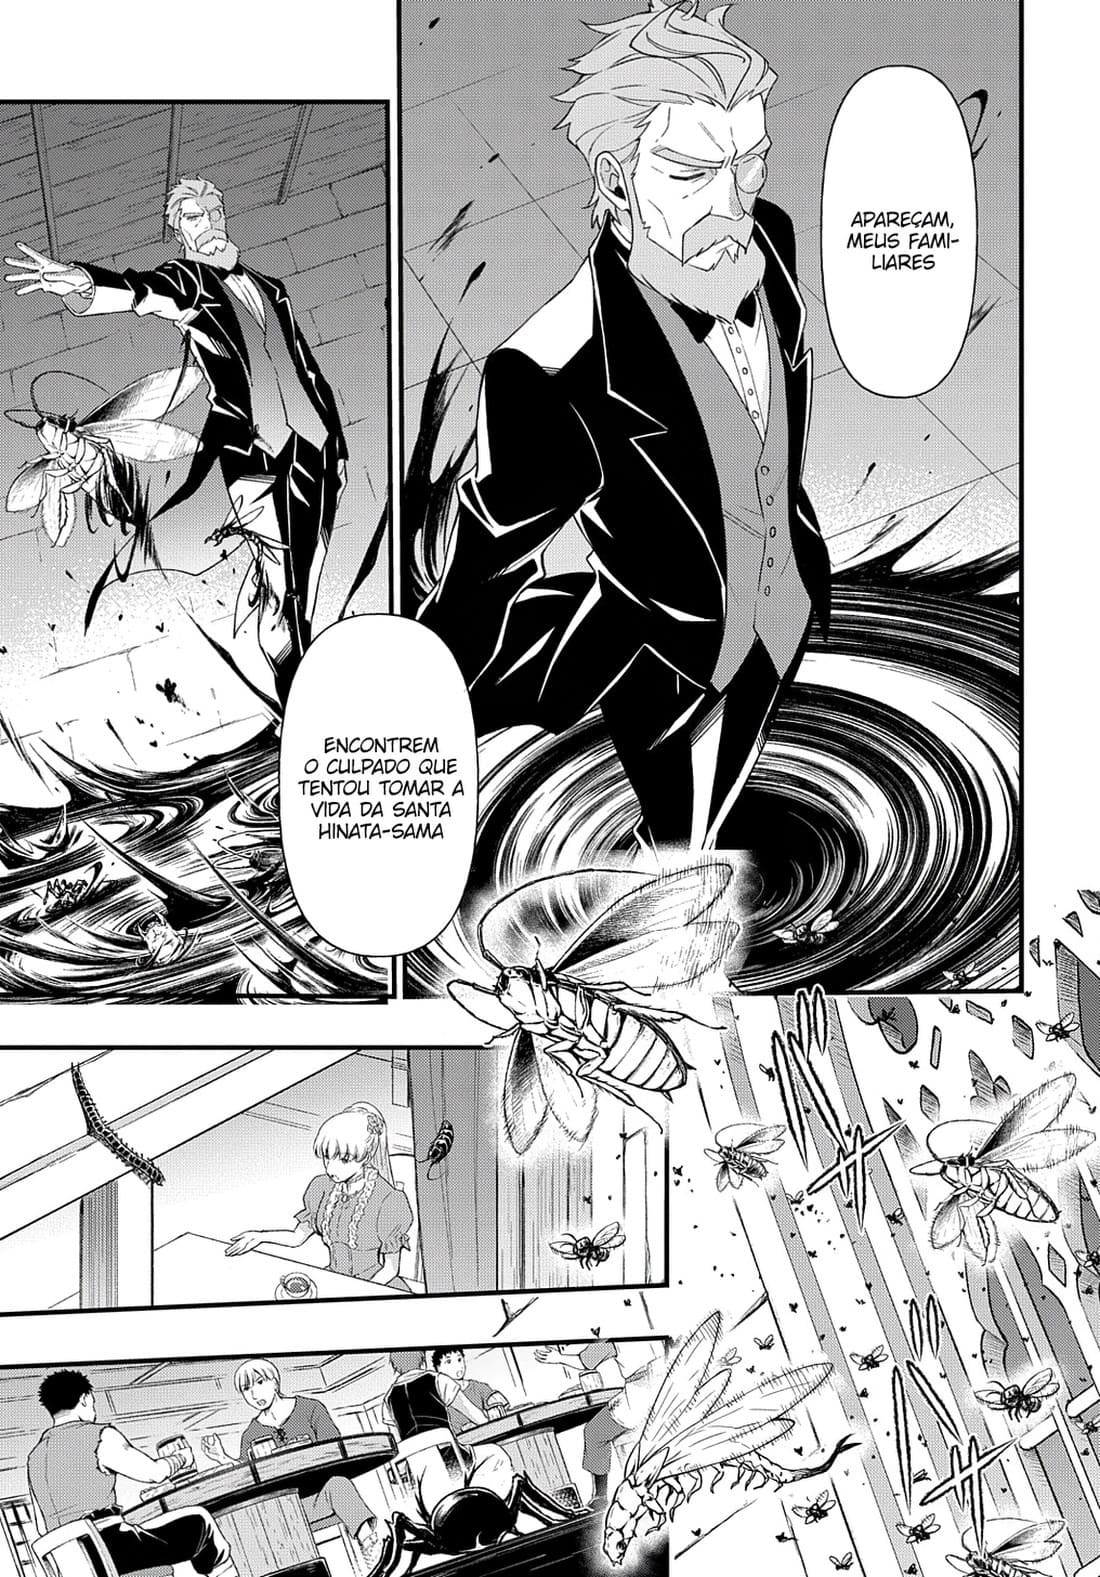 APAREÇAM,
MEUS FAMI-
LIARES
ENCONTREM
O CULPADO QUE
TENTOU TOMAR A
VIDA DA SANTA
HINATA-SAMA